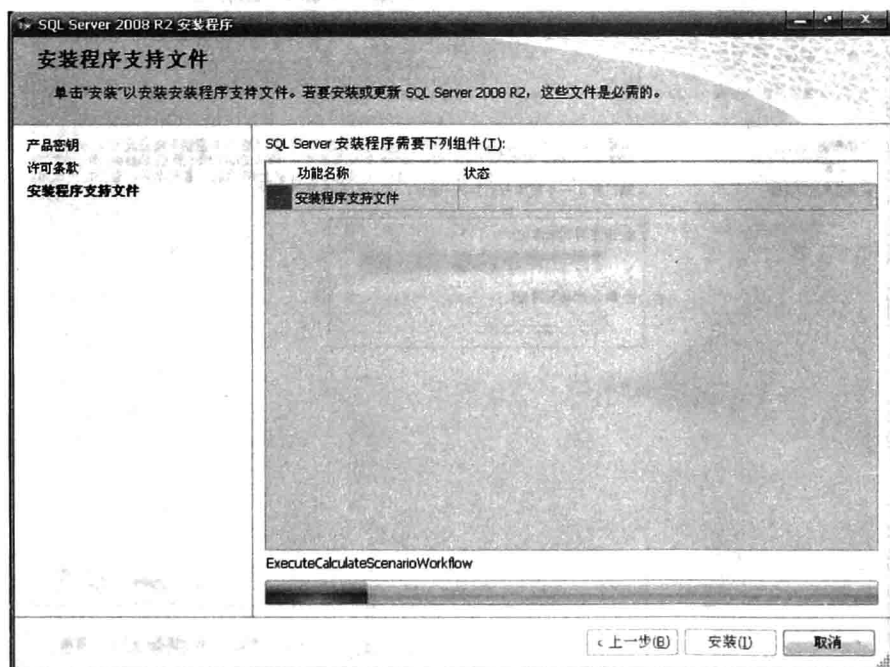 SQL Server 2008 R2 安装程序
安装程序支持文件
单击"安装"以安装安装程序支持文件。若要安装或更新 SQL Server 2008 R2，这些文件是必需的。
产品密钥
许可条款
安装程序支持文件
SQL Server 安装程序需要下列组件(I):
功能名称 状态
安装程序支持文件
ExecuteCalculateScenarioWorkflow
< 上一步(B) 安装(I) 取消